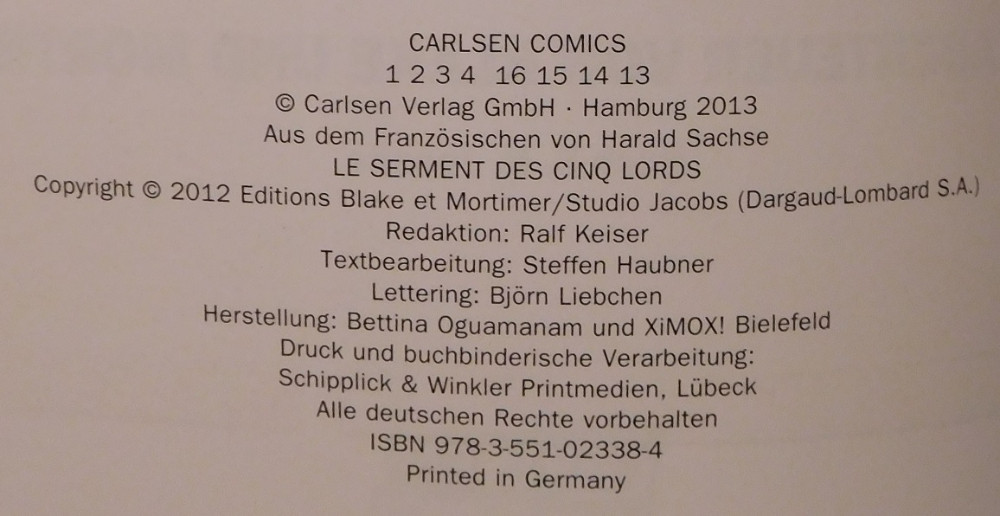 CARLSEN COMICS
1 2 3 4 16 15 14 13
© Carlsen Verlag GmbH · Hamburg 2013
Aus dem Französischen von Harald Sachse
LE SERMENT DES CINQ LORDS
Copyright © 2012 Editions Blake et Mortimer/Studio Jacobs (Dargaud-Lombard S.A.)
Redaktion: Ralf Keiser
Textbearbeitung: Steffen Haubner
Lettering: Björn Liebchen
Herstellung: Bettina Oguamanam und XiMOX! Bielefeld
Druck und buchbinderische Verarbeitung:
Schipplick & Winkler Printmedien, Lübeck
Alle deutschen Rechte vorbehalten
ISBN 978-3-551-02338-4
Printed in Germany